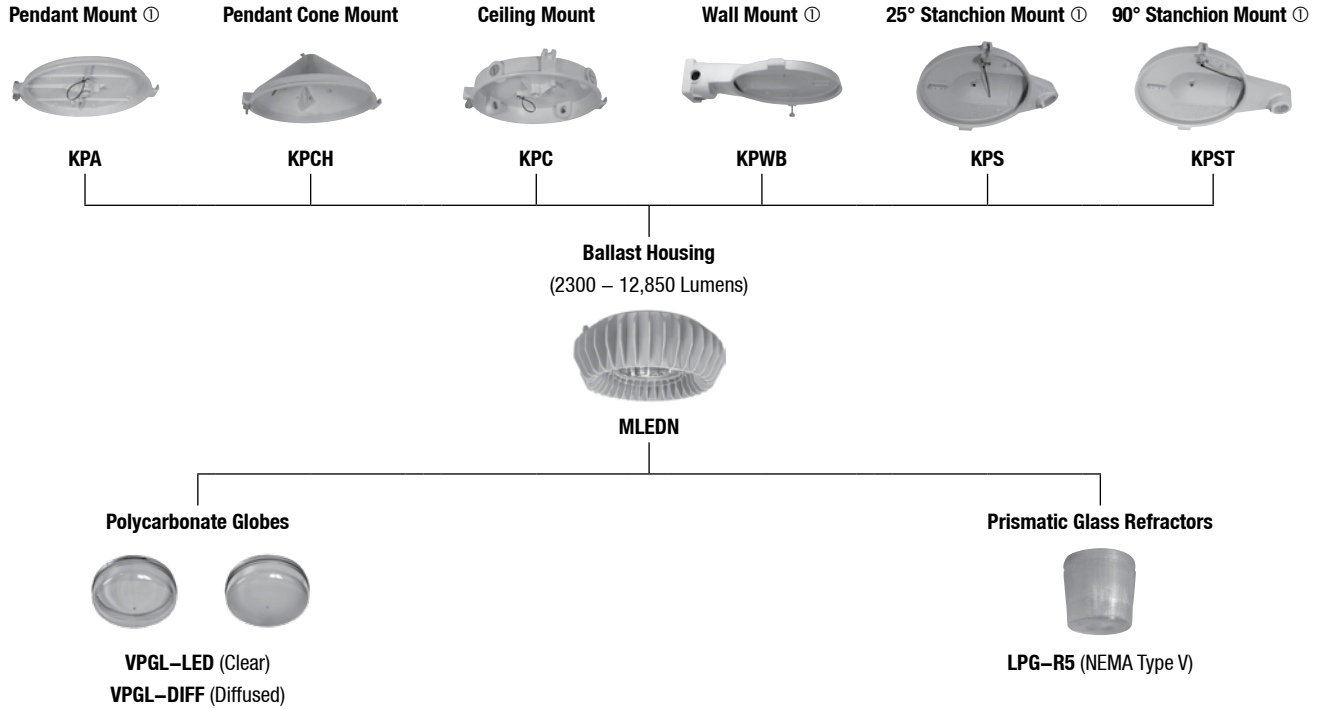 Pendant Mount ①
Pendant Cone Mount
Ceiling Mount
Wall Mount ①
25° Stanchion Mount ①
90° Stanchion Mount ①
KPA
KPCH
KPC
KPWB
KPS
KPST
Ballast Housing
(2300 – 12,850 Lumens)
MLEDN
Polycarbonate Globes
Prismatic Glass Refractors
VPGL–LED (Clear)
VPGL–DIFF (Diffused)
LPG–R5 (NEMA Type V)